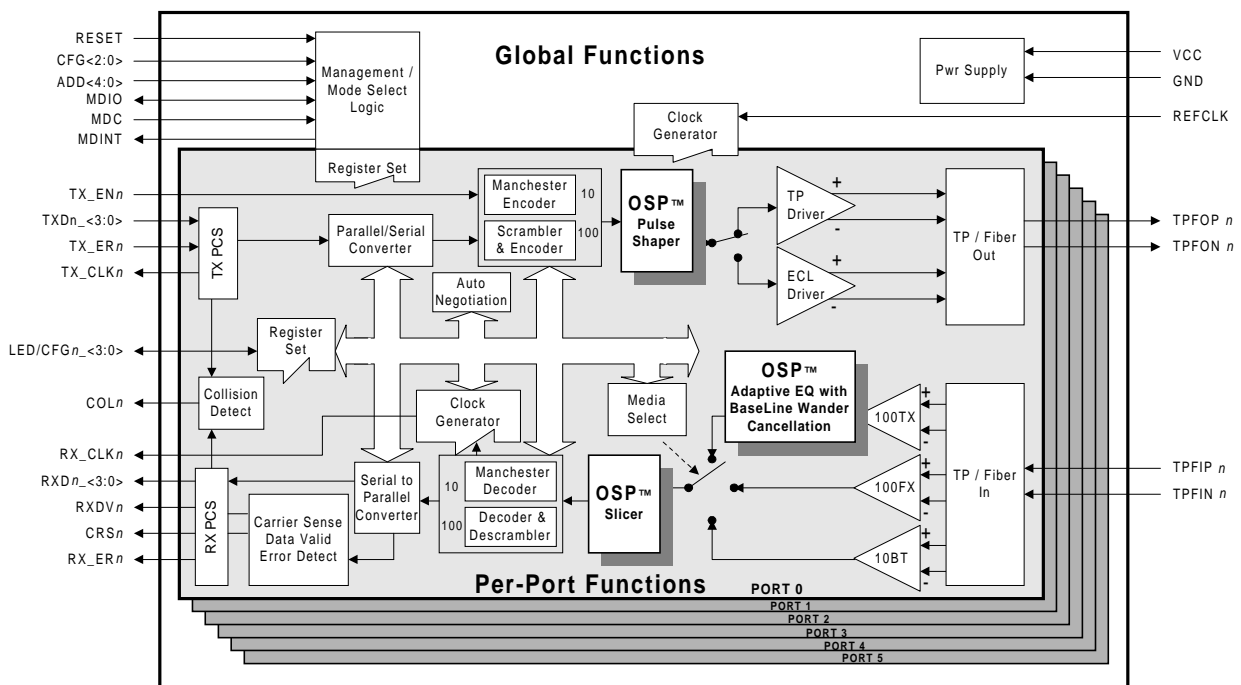 Global Functions
RESET
CFG<2:0>
ADD<4:0>
MDIO
MDC
MDINT
Management /
Mode Select
Logic
Register Set
Pwr Supply
VCC
GND
REFCLK
Clock
Generator
TX_ENn
TXDn_<3:0>
TX_ERn
TX_CLKn
TX PCS
Parallel/Serial
Converter
Manchester
Encoder
10
Scrambler
& Encoder
100
OSP™
Pulse
Shaper
TP
Driver
+
-
ECL
Driver
+
-
TP / Fiber
Out
TPFOP n
TPFON n
Auto
Negotiation
LED/CFGn_<3:0>
Register
Set
COLn
Collision
Detect
Clock
Generator
Media
Select
OSP™
Adaptive EQ with
BaseLine Wander
Cancellation
100TX
+
-
100FX
+
-
10BT
+
-
TP / Fiber
In
TPFIP n
TPFIN n
RX_CLKn
RXDn_<3:0>
RXDVn
CRSn
RX_ERn
RX PCS
Carrier Sense
Data Valid
Error Detect
Serial to
Parallel
Converter
10
Manchester
Decoder
100
Decoder &
Descrambler
OSP™
Slicer
Per-Port Functions
PORT 0
PORT 1
PORT 2
PORT 3
PORT 4
PORT 5